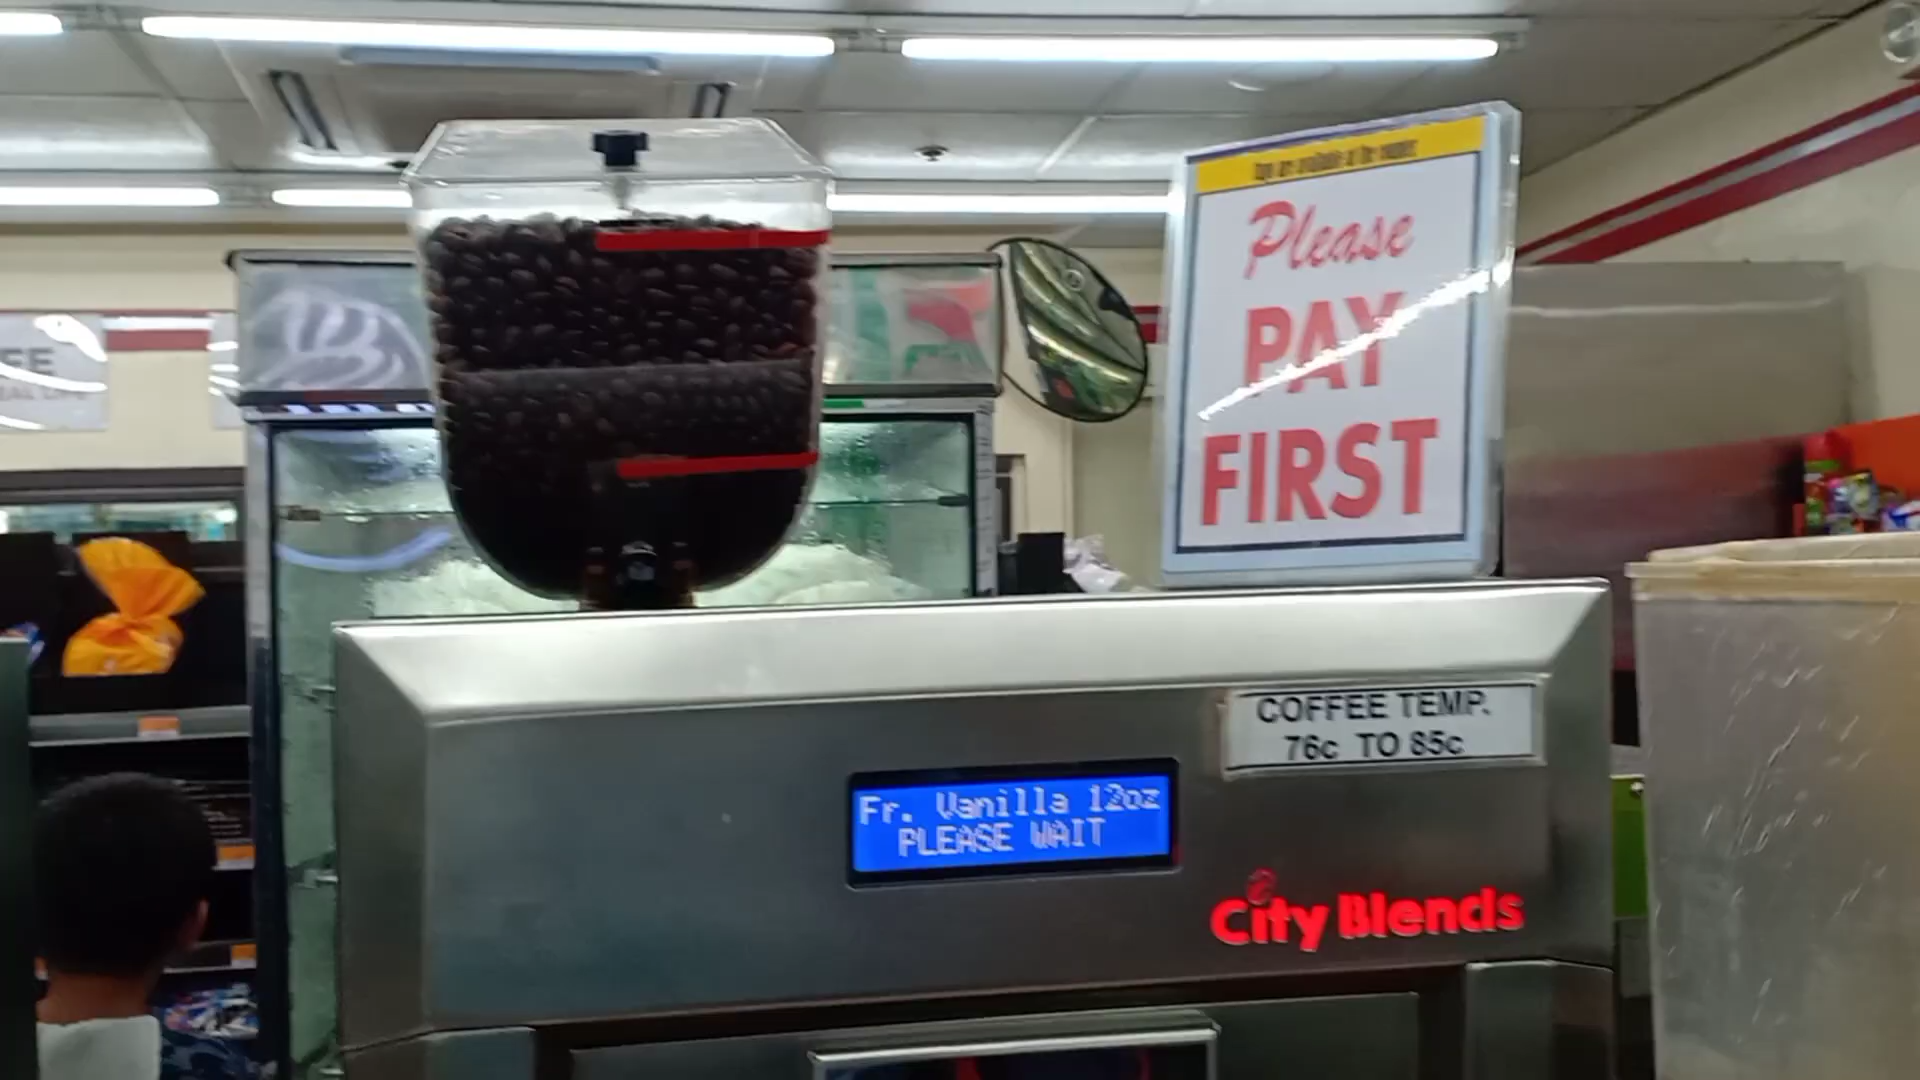 Please
PAY
FIRST
COFFEE TEMP.
76c TO 85c
Fr. Vanilla 12oz
PLEASE WAIT
City Blends